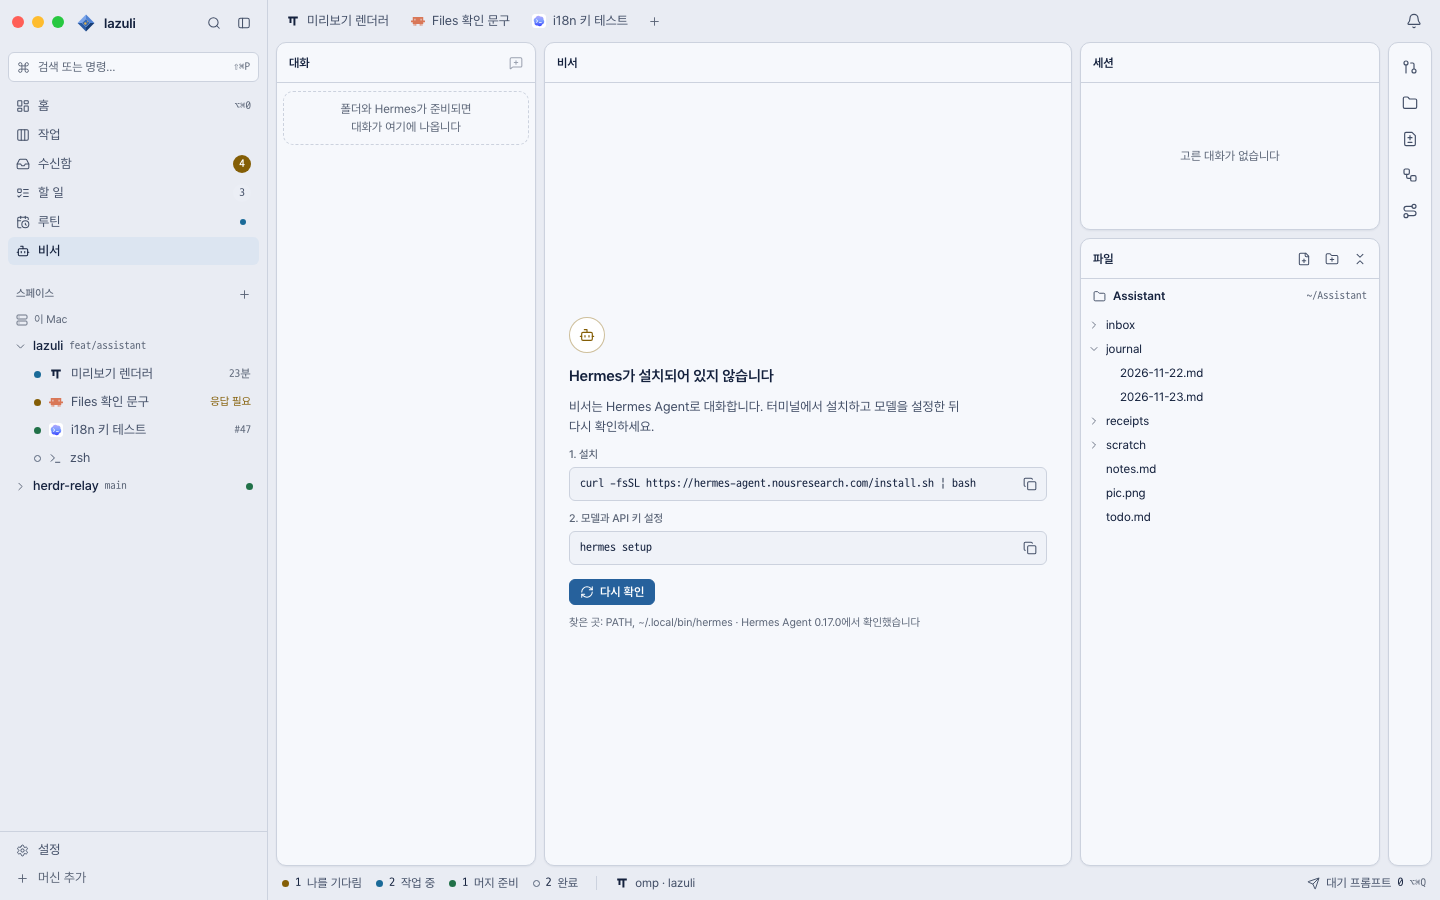 lazuli
검색 또는 명령... ⇧⌘P
홈 ⌥⌘0
작업
수신함 4
할 일 3
루틴
비서
스페이스
이 Mac
lazuli feat/assistant
미리보기 렌더러 23분
Files 확인 문구 응답 필요
i18n 키 테스트 #47
zsh
herdr-relay main
설정
머신 추가
미리보기 렌더러 Files 확인 문구 i18n 키 테스트
대화
폴더와 Hermes가 준비되면
대화가 여기에 나옵니다
비서
Hermes가 설치되어 있지 않습니다
비서는 Hermes Agent로 대화합니다. 터미널에서 설치하고 모델을 설정한 뒤
다시 확인하세요.
1. 설치
curl -fsSL https://hermes-agent.nousresearch.com/install.sh | bash
2. 모델과 API 키 설정
hermes setup
다시 확인
찾은 곳: PATH, ~/.local/bin/hermes · Hermes Agent 0.17.0에서 확인했습니다
세션
고른 대화가 없습니다
파일
Assistant ~/Assistant
inbox
journal
2026-11-22.md
2026-11-23.md
receipts
scratch
notes.md
pic.png
todo.md
1 나를 기다림 2 작업 중 1 머지 준비 2 완료 omp · lazuli
대기 프롬프트 0 ⌥⌘Q